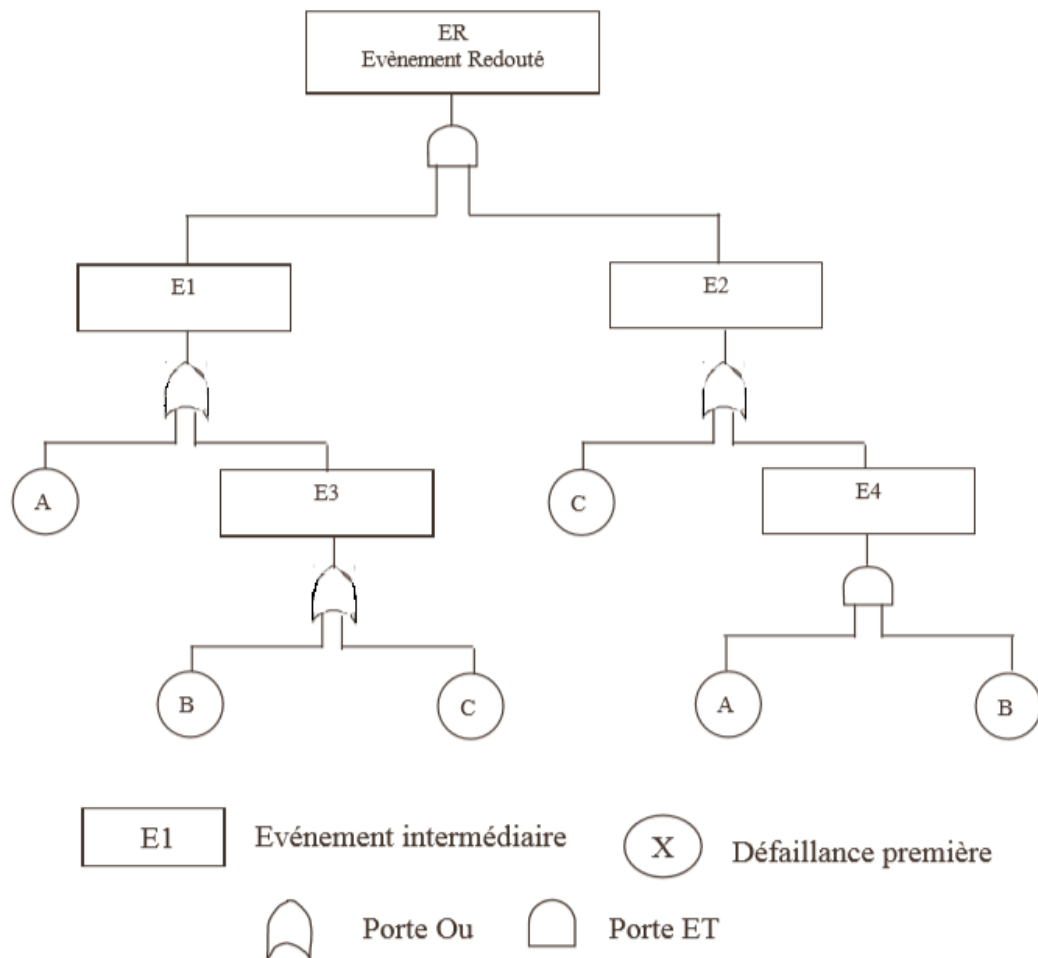 ER
Evènement Redouté
E1
E2
A
E3
C
E4
B
C
A
B
E1
Evénement intermédiaire
X
Défaillance première
Porte Ou
Porte ET